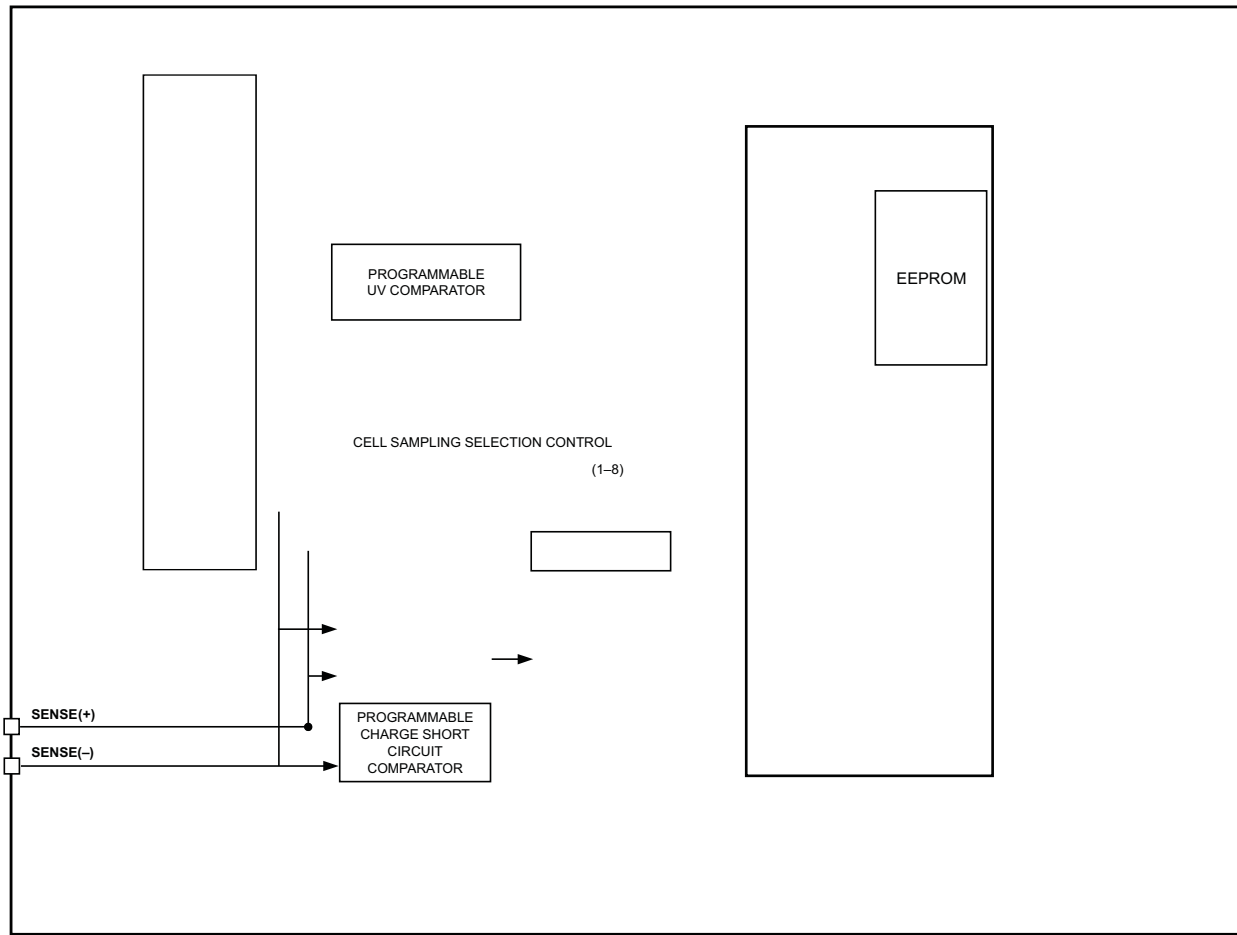 PROGRAMMABLE
UV COMPARATOR
EEPROM
CELL SAMPLING SELECTION CONTROL
(1–8)
SENSE(+)
SENSE(–)
PROGRAMMABLE
CHARGE SHORT
CIRCUIT
COMPARATOR